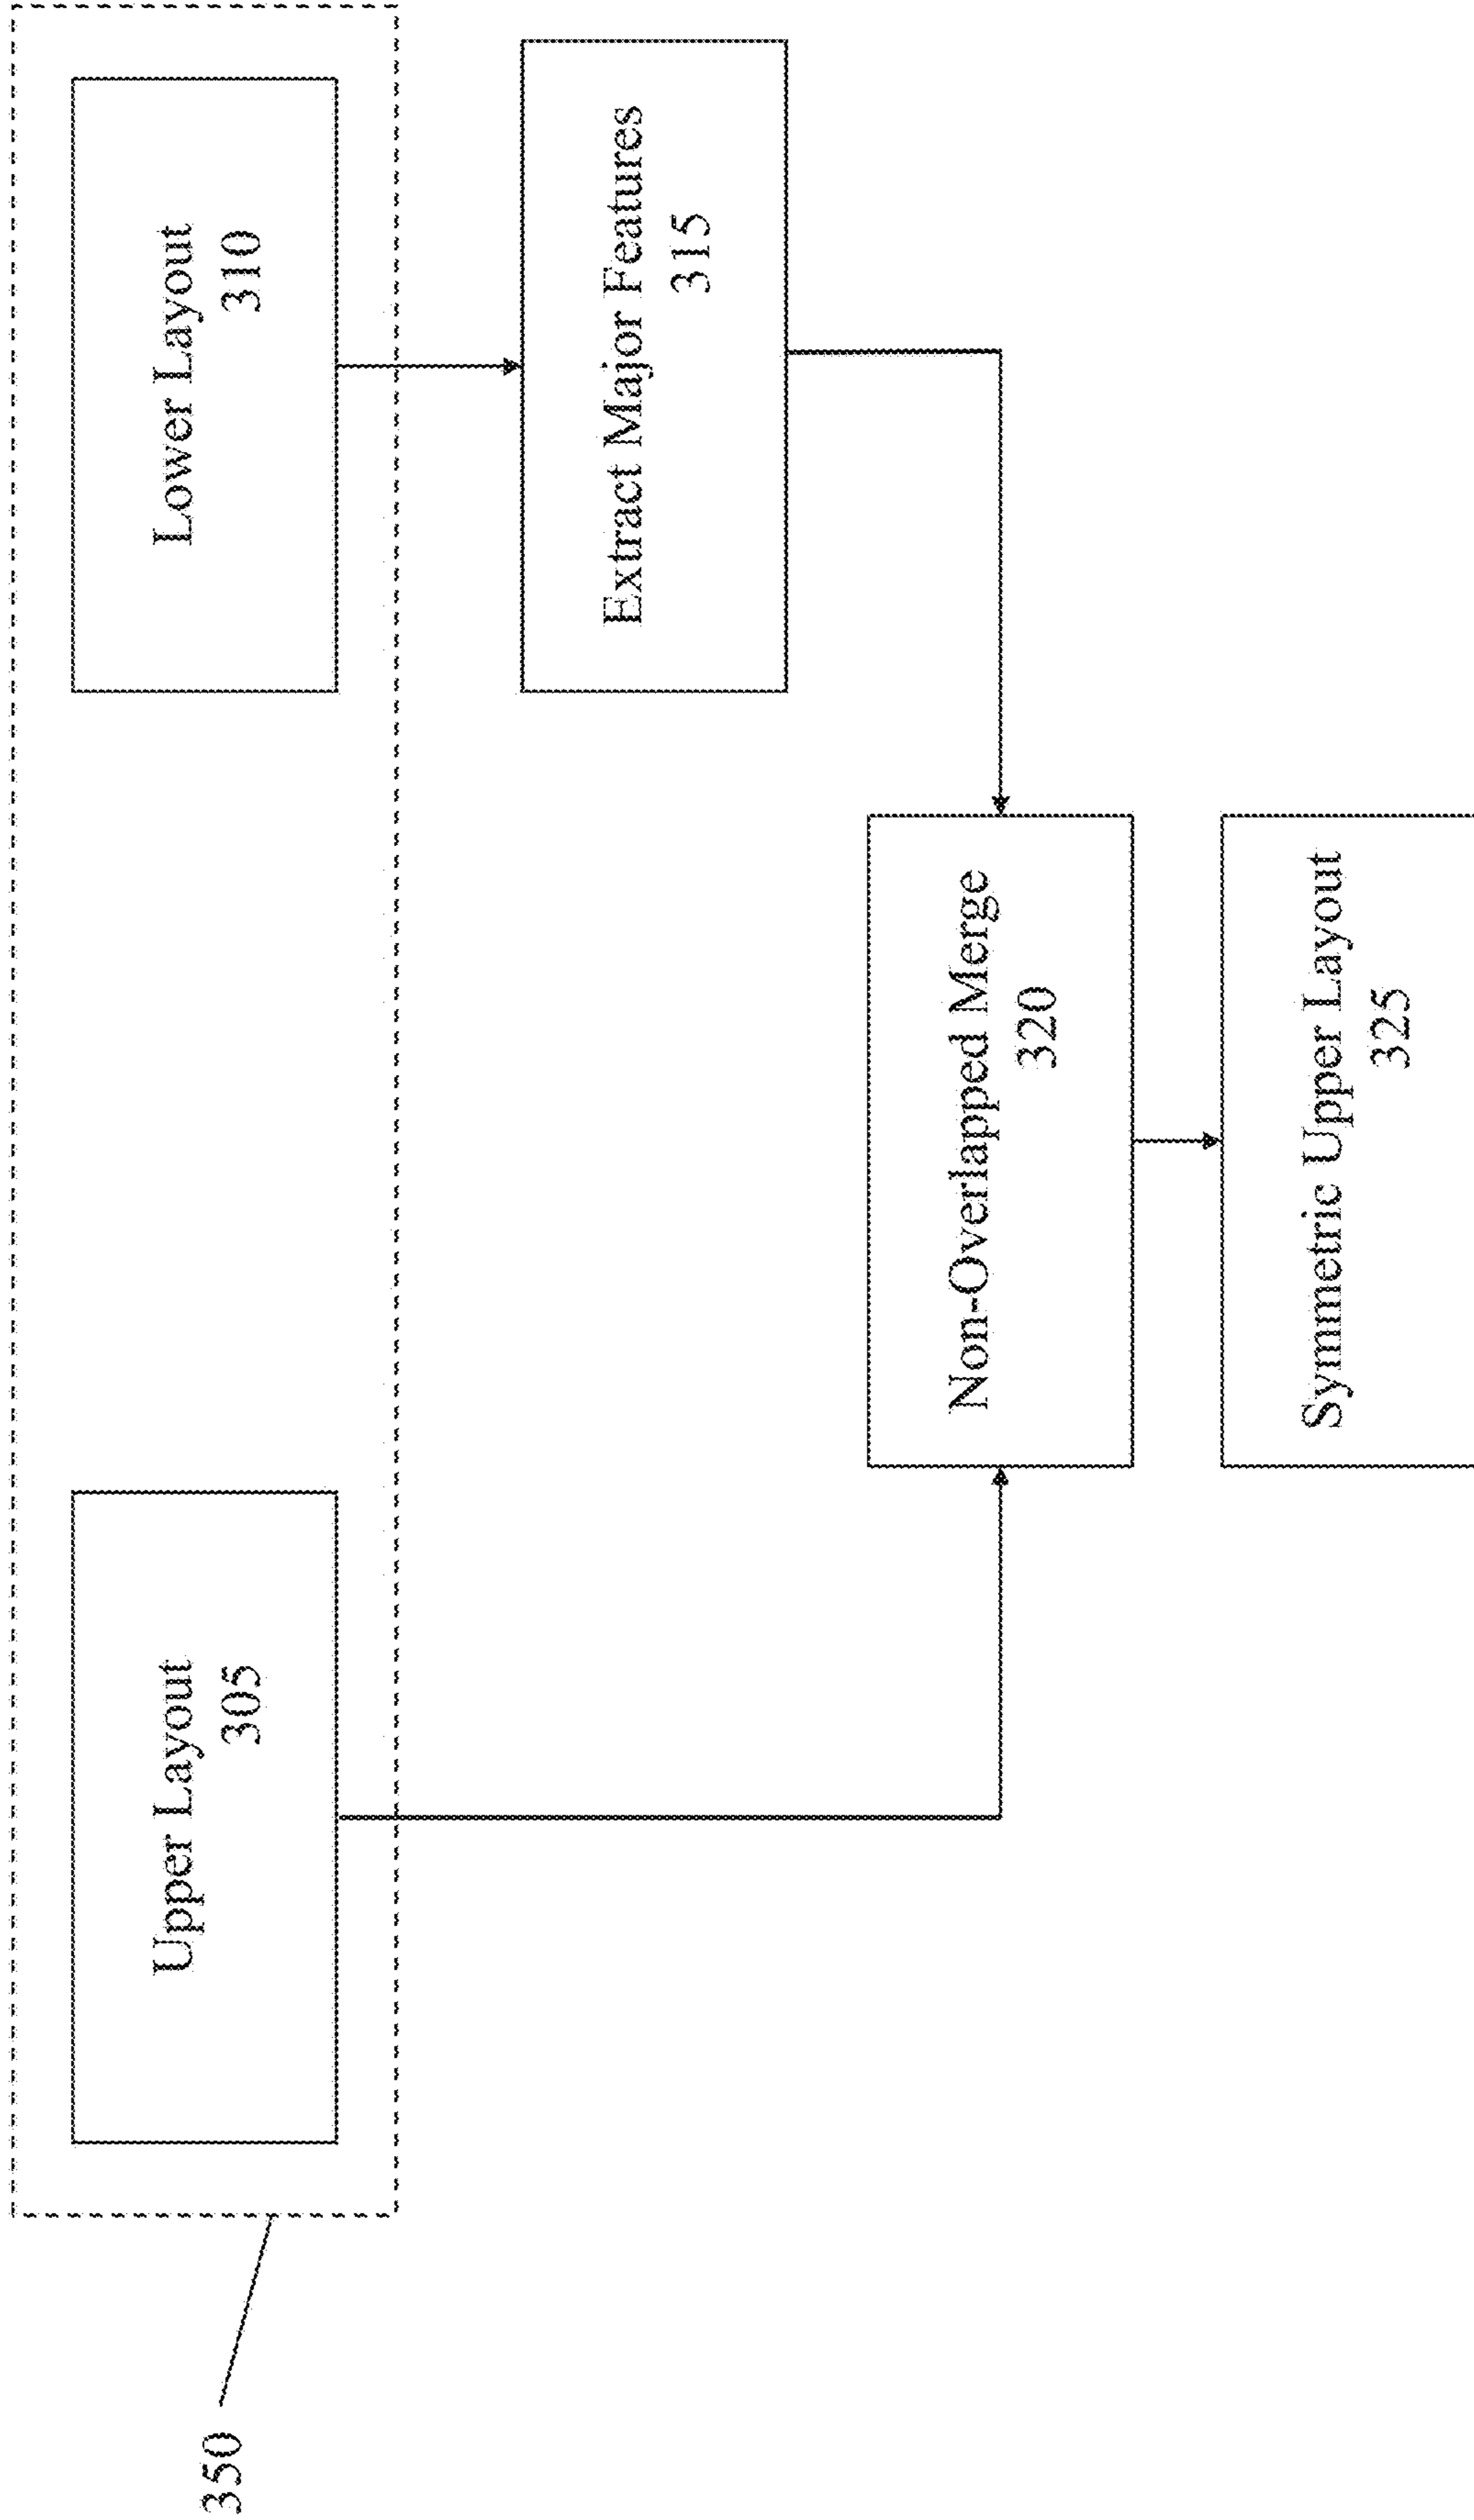 350
Upper Layout
305
Lower Layout
310
Extract Major Features
315
Non-Overlapped Merge
320
Symmetric Upper Layout
325